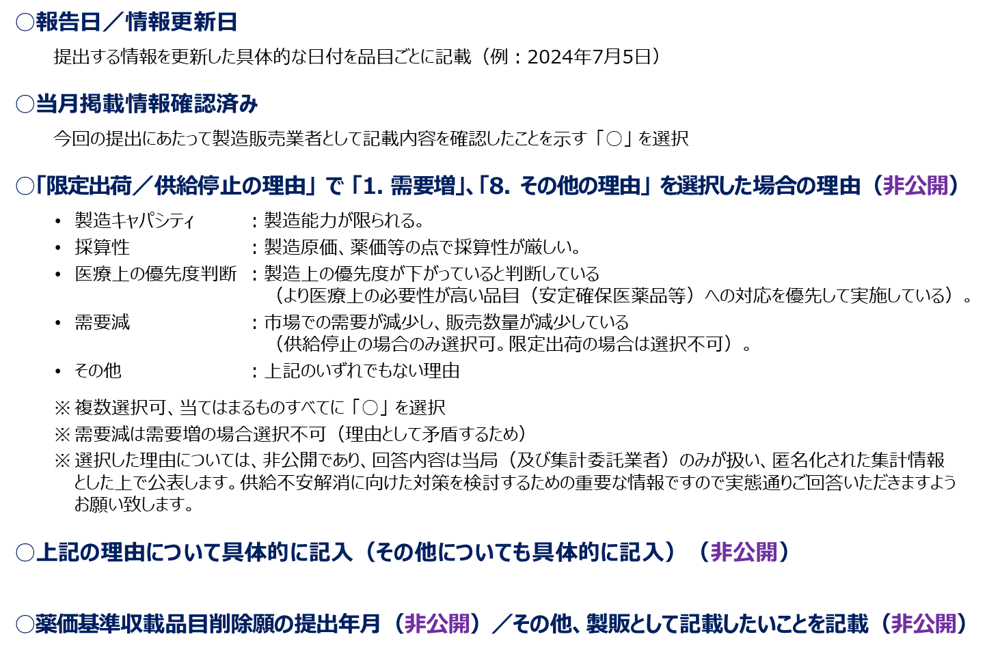 ○報告日／情報更新日
提出する情報を更新した具体的な日付を品目ごとに記載（例：2024年7月5日）
○当月掲載情報確認済み
今回の提出にあたって製造販売業者として記載内容を確認したことを示す「○」を選択
○「限定出荷／供給停止の理由」で「1. 需要増」、「8. その他の理由」を選択した場合の理由（非公開）
• 製造キャパシティ ：製造能力が限られる。
• 採算性 ：製造原価、薬価等の点で採算性が厳しい。
• 医療上の優先度判断 ：製造上の優先度が下がっていると判断している
（より医療上の必要性が高い品目（安定確保医薬品等）への対応を優先して実施している）。
• 需要減 ：市場での需要が減少し、販売数量が減少している
（供給停止の場合のみ選択可。限定出荷の場合は選択不可）。
• その他 ：上記のいずれでもない理由
※ 複数選択可、当てはまるものすべてに「○」を選択
※ 需要減は需要増の場合選択不可（理由として矛盾するため）
※ 選択した理由については、非公開であり、回答内容は当局（及び集計委託業者）のみが扱い、匿名化された集計情報
とした上で公表します。供給不安解消に向けた対策を検討するための重要な情報ですので実態通りご回答いただきますよう
お願い致します。
○上記の理由について具体的に記入（その他についても具体的に記入）（非公開）
○薬価基準収載品目削除願の提出年月（非公開）／その他、製販として記載したいことを記載（非公開）